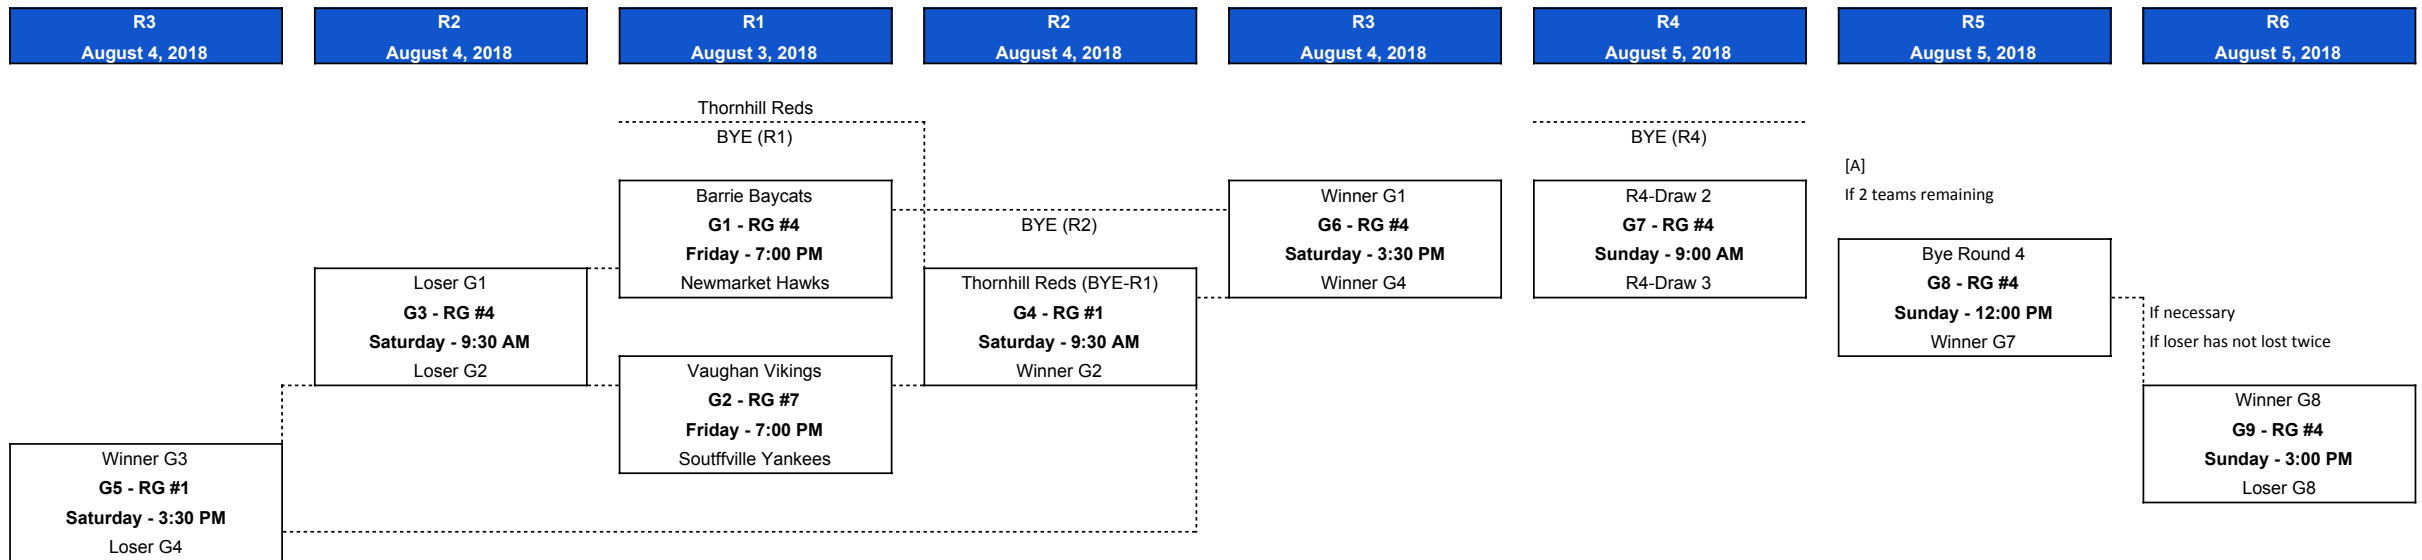 R3
August 4, 2018
R2
August 4, 2018
R1
August 3, 2018
R2
August 4, 2018
R3
August 4, 2018
R4
August 5, 2018
R5
August 5, 2018
R6
August 5, 2018
Thornhill Reds
BYE (R1)
BYE (R4)
[A]
If 2 teams remaining
Barrie Baycats
G1 - RG #4
Friday - 7:00 PM
Newmarket Hawks
BYE (R2)
Winner G1
G6 - RG #4
Saturday - 3:30 PM
Winner G4
R4-Draw 2
G7 - RG #4
Sunday - 9:00 AM
R4-Draw 3
Bye Round 4
G8 - RG #4
Sunday - 12:00 PM
Winner G7
Loser G1
G3 - RG #4
Saturday - 9:30 AM
Loser G2
Thornhill Reds (BYE-R1)
G4 - RG #1
Saturday - 9:30 AM
Winner G2
If necessary
If loser has not lost twice
Vaughan Vikings
G2 - RG #7
Friday - 7:00 PM
Soutffville Yankees
Winner G8
G9 - RG #4
Sunday - 3:00 PM
Loser G8
Winner G3
G5 - RG #1
Saturday - 3:30 PM
Loser G4